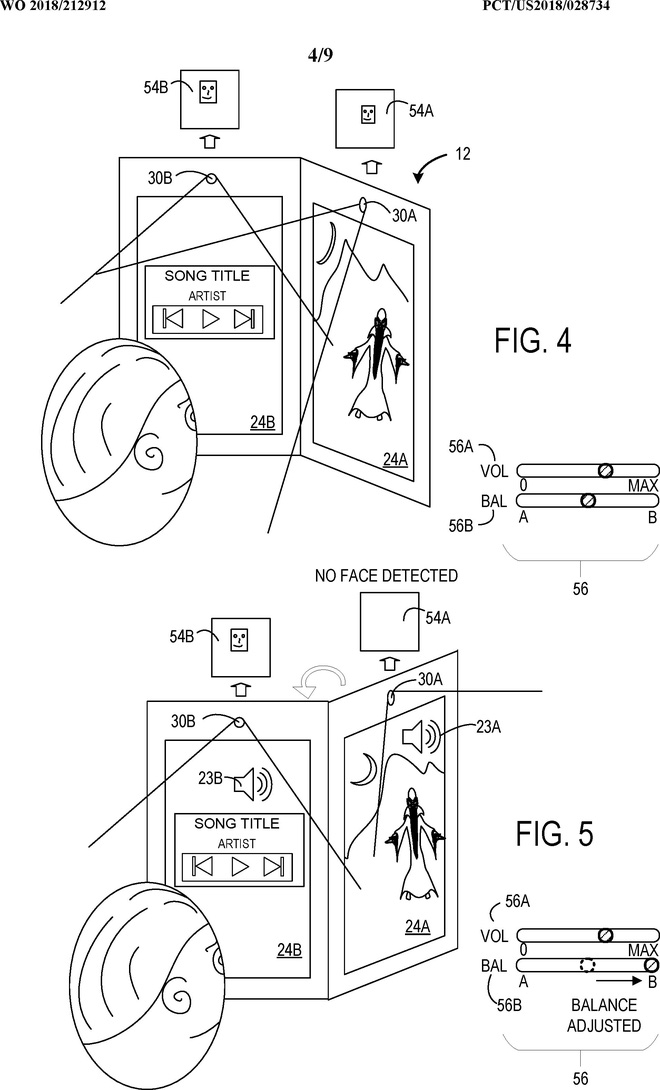 WO 2018/212912 PCT/US2018/028734
4/9
54B
54A
12
30B
30A
SONG TITLE
ARTIST
FIG. 4
24B
24A
56A
VOL
0 MAX
BAL
A B
56B
56
NO FACE DETECTED
54B
54A
30A
30B
23A
23B
SONG TITLE
ARTIST
FIG. 5
24B
24A
56A
VOL
0 MAX
BAL
A B
56B
BALANCE
ADJUSTED
56